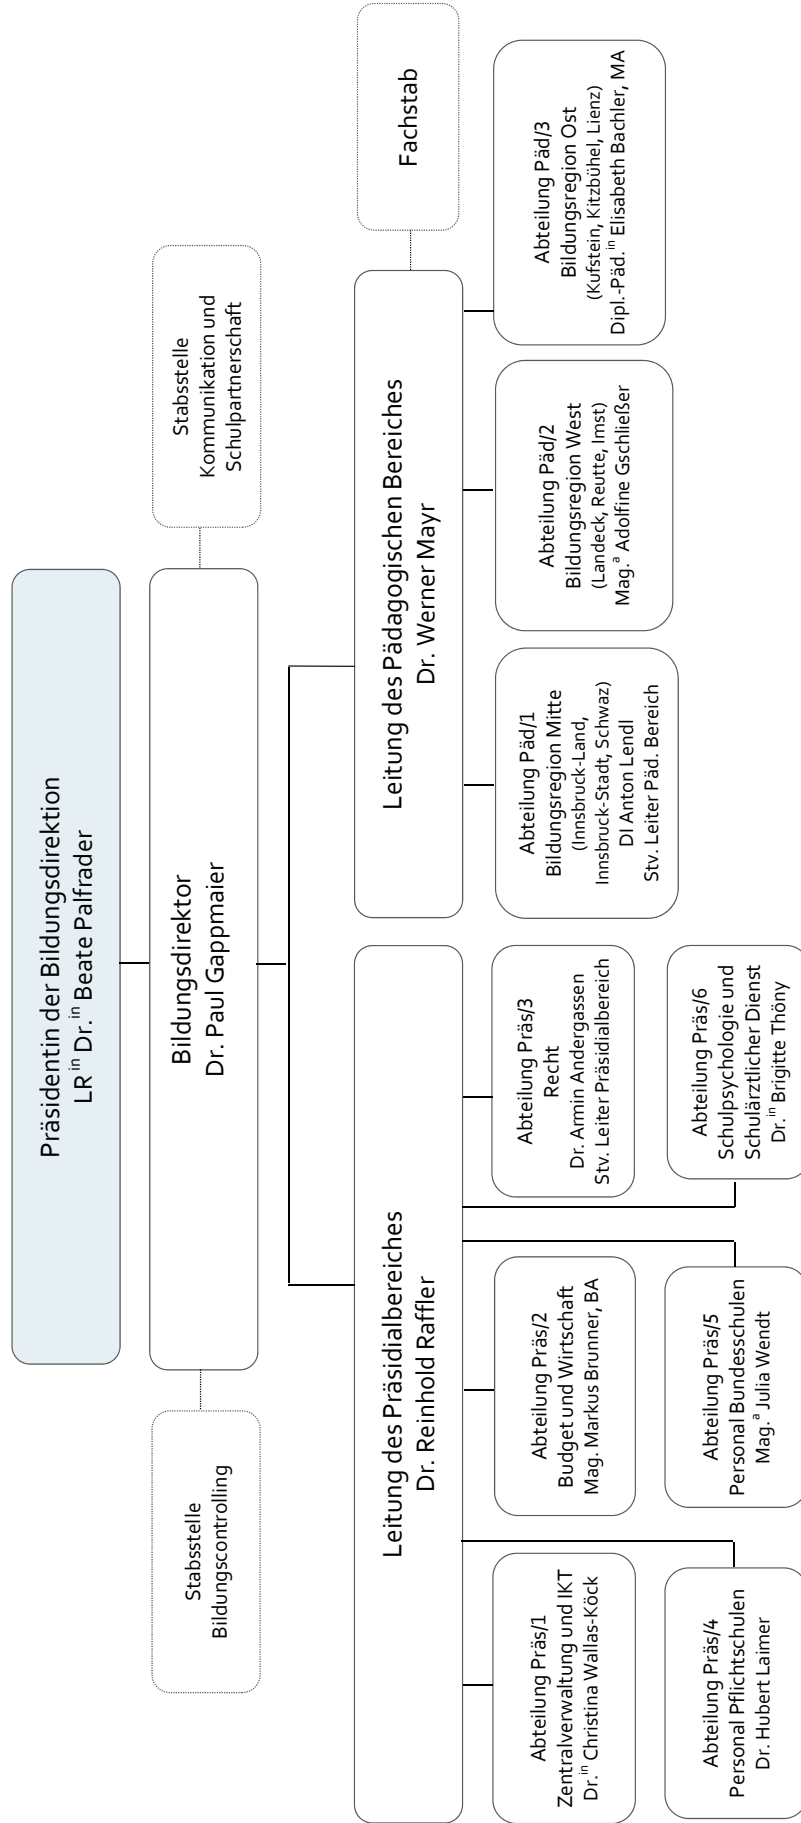 Präsidentin der Bildungsdirektion
LR in Dr. in Beate Palfrader
Bildungsdirektor
Dr. Paul Gappmaier
Stabsstelle
Bildungscontrolling
Stabsstelle
Kommunikation und
Schulpartnerschaft
Leitung des Präsidialbereiches
Dr. Reinhold Raffler
Leitung des Pädagogischen Bereiches
Dr. Werner Mayr
Fachstab
Abteilung Präs/1
Zentralverwaltung und IKT
Dr. in Christina Wallas-Köck
Abteilung Präs/2
Budget und Wirtschaft
Mag. Markus Brunner, BA
Abteilung Präs/3
Recht
Dr. Armin Andergassen
Stv. Leiter Präsidialbereich
Abteilung Päd/1
Bildungsregion Mitte
(Innsbruck-Land,
Innsbruck-Stadt, Schwaz)
DI Anton Lendl
Stv. Leiter Päd. Bereich
Abteilung Päd/2
Bildungsregion West
(Landeck, Reutte, Imst)
Mag.a Adolfine Gschließer
Abteilung Päd/3
Bildungsregion Ost
(Kufstein, Kitzbühel, Lienz)
Dipl.-Päd.in Elisabeth Bachler, MA
Abteilung Präs/4
Personal Pflichtschulen
Dr. Hubert Laimer
Abteilung Präs/5
Personal Bundesschulen
Mag.a Julia Wendt
Abteilung Präs/6
Schulpsychologie und
Schulärztlicher Dienst
Dr.in Brigitte Thöny